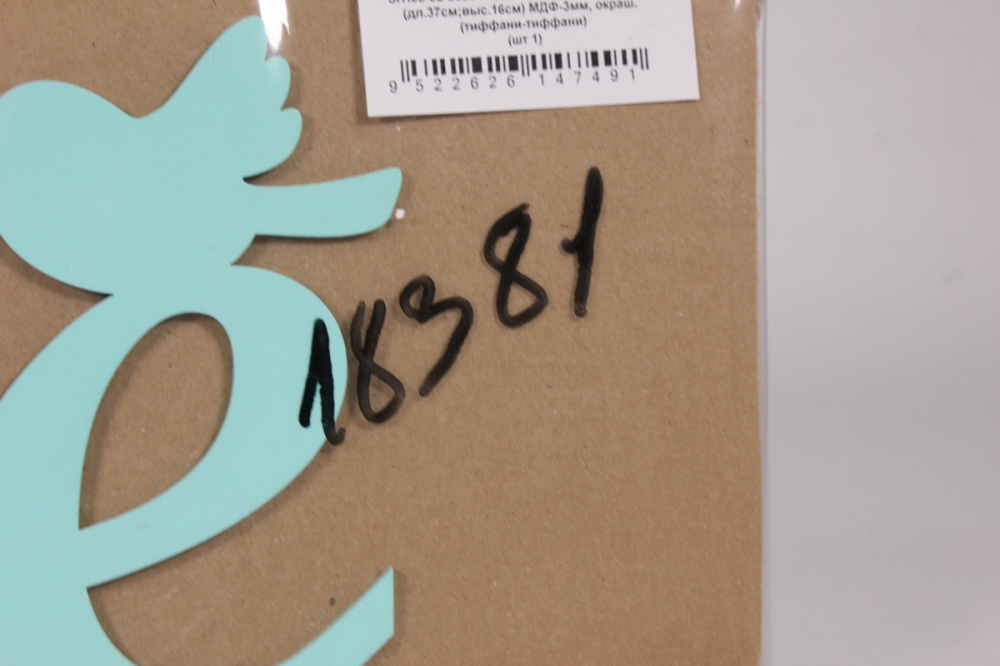 (дл.37см;выс.16см) МДФ-3мм, окраш.
(тиффани-тиффани)
(шт 1)
9 522626 147491
18381